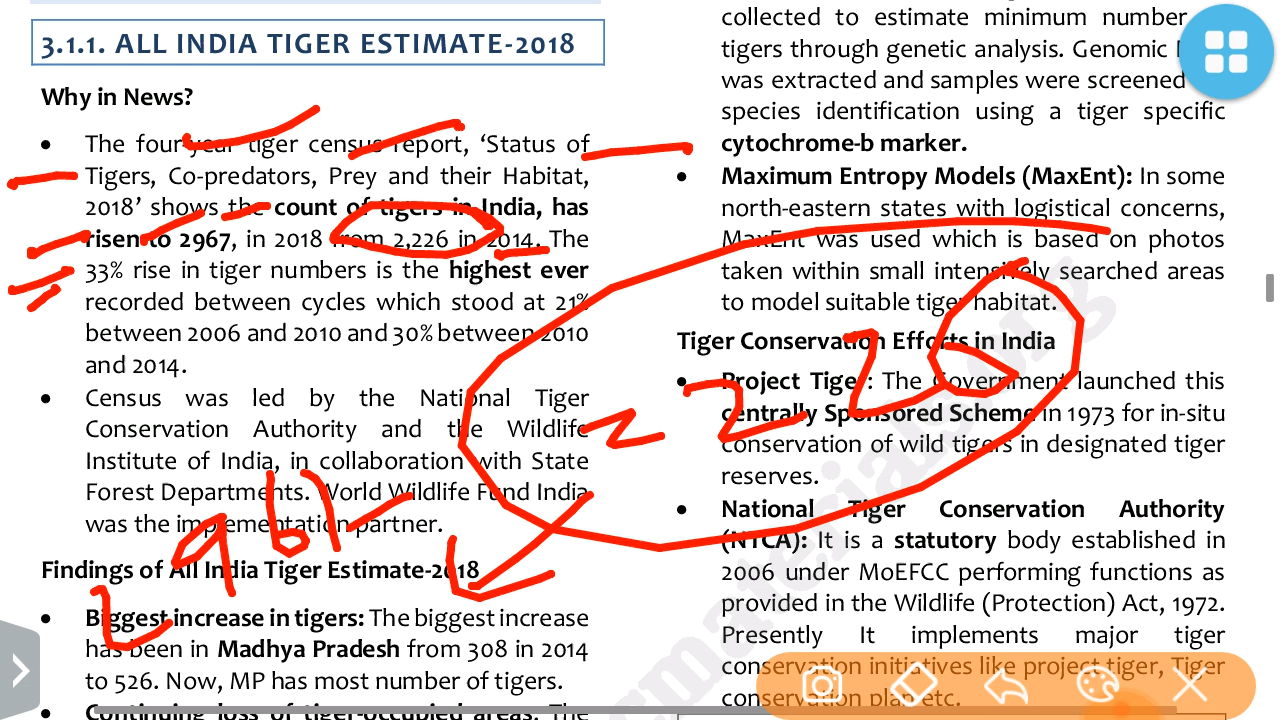 3.1.1. ALL INDIA TIGER ESTIMATE-2018
Why in News?
• The four-year tiger census report, ‘Status of
Tigers, Co-predators, Prey and their Habitat,
2018’ shows the count of tigers in India, has
risen to 2967, in 2018 from 2,226 in 2014. The
33% rise in tiger numbers is the highest ever
recorded between cycles which stood at 21%
between 2006 and 2010 and 30% between 2010
and 2014.
• Census was led by the National Tiger
Conservation Authority and the Wildlife
Institute of India, in collaboration with State
Forest Departments. World Wildlife Fund India
was the implementation partner.
Findings of All India Tiger Estimate-2018
• Biggest increase in tigers: The biggest increase
has been in Madhya Pradesh from 308 in 2014
to 526. Now, MP has most number of tigers.
• Continuing loss of tiger-occupied areas: The
collected to estimate minimum number
tigers through genetic analysis. Genomic
was extracted and samples were screened
species identification using a tiger specific
cytochrome-b marker.
• Maximum Entropy Models (MaxEnt): In some
north-eastern states with logistical concerns,
MaxEnt was used which is based on photos
taken within small intensively searched areas
to model suitable tiger habitat.
Tiger Conservation Efforts in India
• Project Tiger: The Government launched this
centrally Sponsored Scheme in 1973 for in-situ
conservation of wild tigers in designated tiger
reserves.
• National Tiger Conservation Authority
(NTCA): It is a statutory body established in
2006 under MoEFCC performing functions as
provided in the Wildlife (Protection) Act, 1972.
Presently It implements major tiger
conservation initiatives like project tiger, Tiger
conservation plan etc.